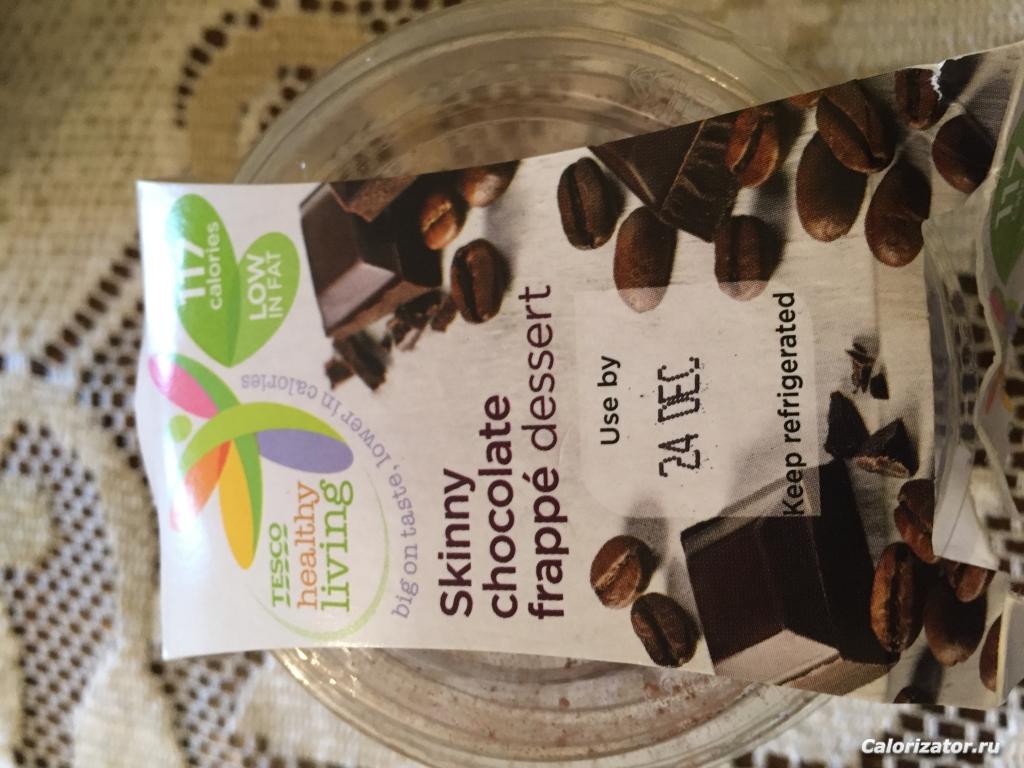 TESCO
healthy
living
big on taste, lower in calories
117
calories
LOW
IN FAT
Skinny
chocolate
frappé dessert
Use by
24 DEC
Keep refrigerated
117
Calorizator.ru